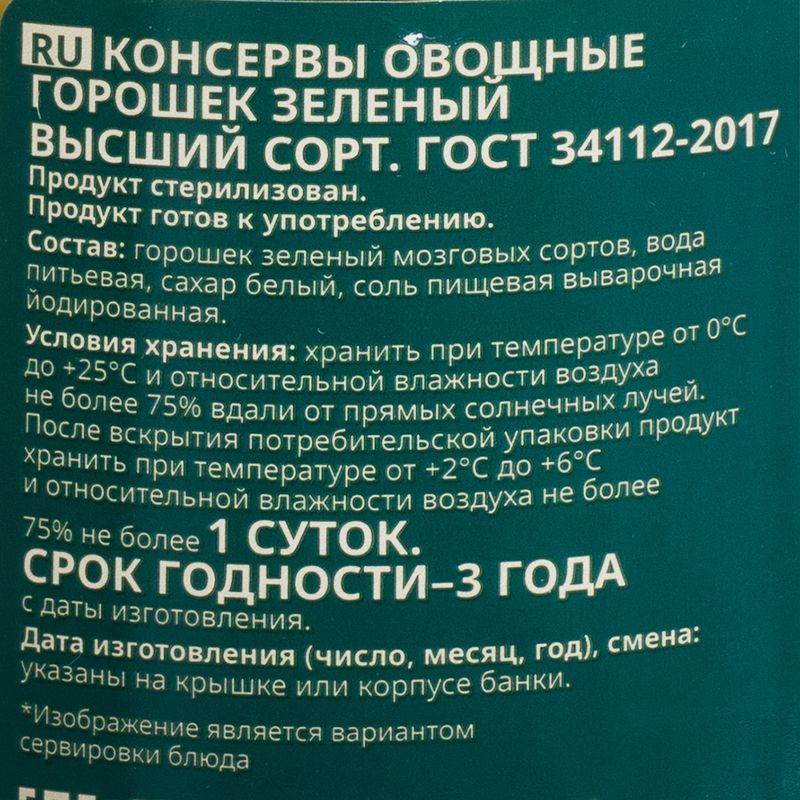 RU КОНСЕРВЫ ОВОЩНЫЕ
ГОРОШЕК ЗЕЛЕНЫЙ
ВЫСШИЙ СОРТ. ГОСТ 34112-2017
Продукт стерилизован.
Продукт готов к употреблению.
Состав: горошек зеленый мозговых сортов, вода
питьевая, сахар белый, соль пищевая выварочная
йодированная.
Условия хранения: хранить при температуре от 0°С
до +25°С и относительной влажности воздуха
не более 75% вдали от прямых солнечных лучей.
После вскрытия потребительской упаковки продукт
хранить при температуре от +2°С до +6°С
и относительной влажности воздуха не более
75% не более 1 СУТОК.
СРОК ГОДНОСТИ–3 ГОДА
с даты изготовления.
Дата изготовления (число, месяц, год), смена:
указаны на крышке или корпусе банки.
*Изображение является вариантом
сервировки блюда